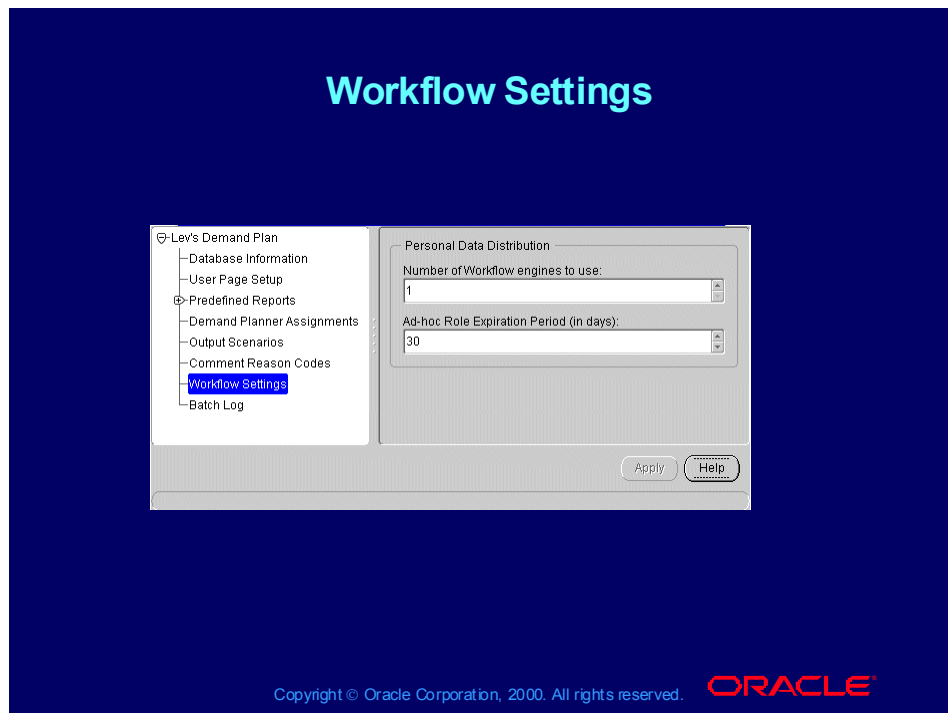 Workflow Settings
Lev's Demand Plan
Database Information
User Page Setup
Predefined Reports
Demand Planner Assignments
Output Scenarios
Comment Reason Codes
Workflow Settings
Batch Log
Personal Data Distribution
Number of Workflow engines to use:
1
Ad-hoc Role Expiration Period (in days):
30
Apply
Help
Copyright © Oracle Corporation, 2000. All rights reserved.
ORACLE®